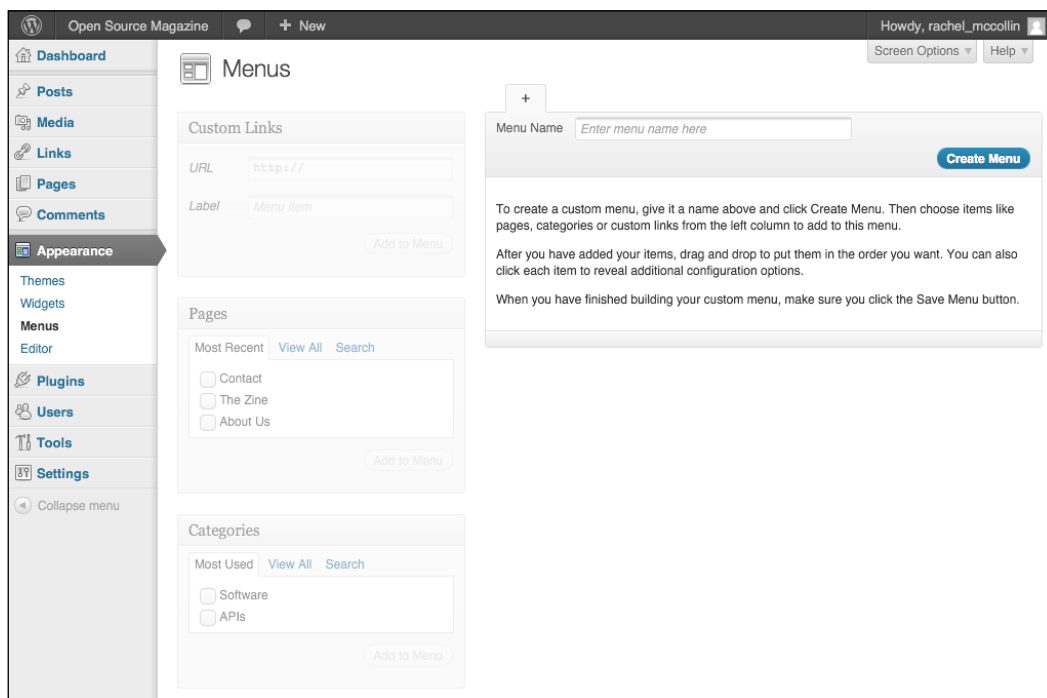 Open Source Magazine + New Howdy, rachel_mccollin
Screen Options Help
Dashboard
Posts
Media
Links
Pages
Comments
Appearance
Themes
Widgets
Menus
Editor
Plugins
Users
Tools
Settings
Collapse menu
Menus
Custom Links
URL http://
Label Menu Item
Add to Menu
Pages
Most Recent View All Search
Contact
The Zine
About Us
Add to Menu
Categories
Most Used View All Search
Software
APIs
Add to Menu
+
Menu Name Enter menu name here
Create Menu
To create a custom menu, give it a name above and click Create Menu. Then choose items like
pages, categories or custom links from the left column to add to this menu.
After you have added your items, drag and drop to put them in the order you want. You can also
click each item to reveal additional configuration options.
When you have finished building your custom menu, make sure you click the Save Menu button.